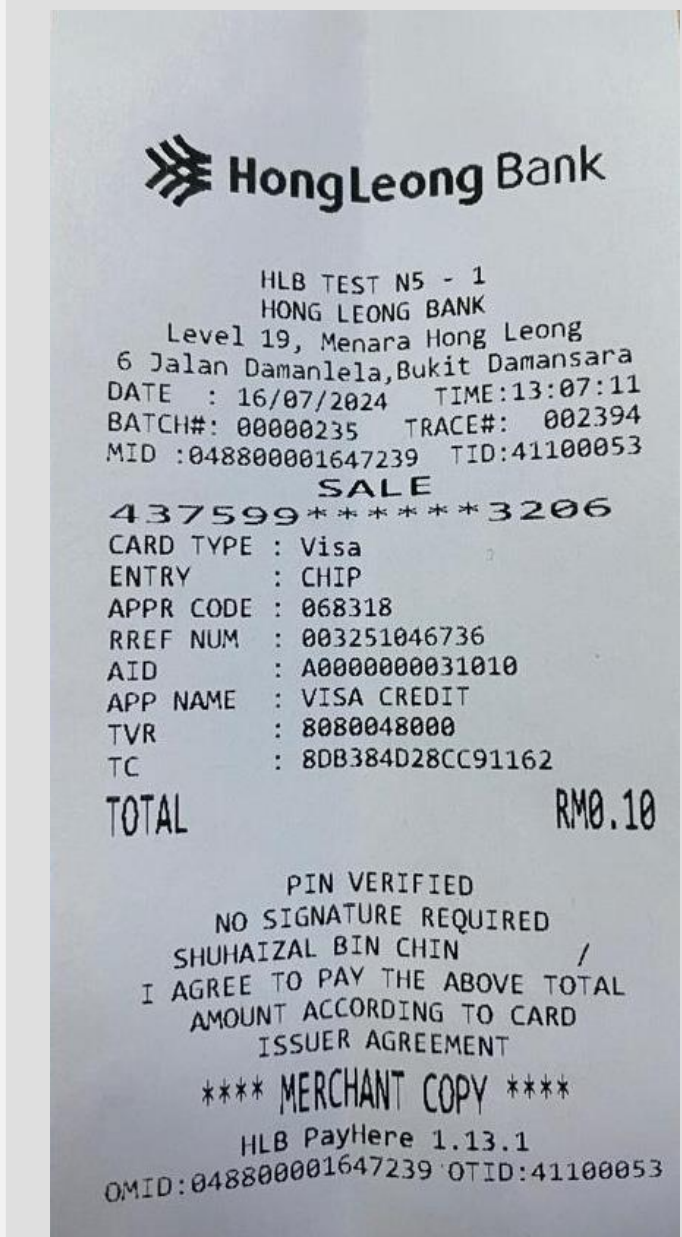 HongLeong Bank
HLB TEST N5 - 1
HONG LEONG BANK
Level 19, Menara Hong Leong
6 Jalan Damanlela,Bukit Damansara
DATE : 16/07/2024 TIME:13:07:11
BATCH#: 00000235 TRACE#: 002394
MID :048800001647239 TID:41100053
SALE
437599******3206
CARD TYPE : Visa
ENTRY : CHIP
APPR CODE : 068318
RREF NUM : 003251046736
AID : A0000000031010
APP NAME : VISA CREDIT
TVR : 8080048000
TC : 8DB384D28CC91162
TOTAL RM0.10
PIN VERIFIED
NO SIGNATURE REQUIRED
SHUHAIZAL BIN CHIN /
I AGREE TO PAY THE ABOVE TOTAL
AMOUNT ACCORDING TO CARD
ISSUER AGREEMENT
**** MERCHANT COPY ****
HLB PayHere 1.13.1
OMID:048800001647239 OTID:41100053